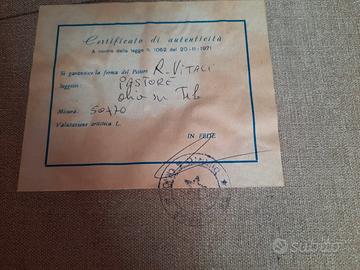 Certificato di autenticità
A norma della legge n. 1062 del 20-11-1971
Si garantisce la firma del Pittore R. VITALI
soggetto: PASTORE
olio su Tela
Misura: 50x70
Valutazione artistica L.
IN FEDE
subito